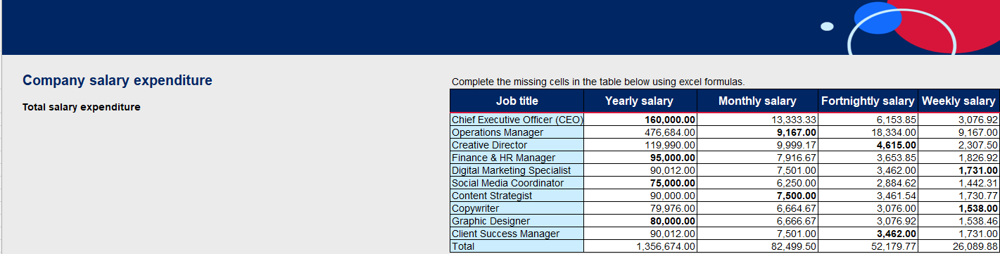 Company salary expenditure
Total salary expenditure
Complete the missing cells in the table below using excel formulas.
Job title Yearly salary Monthly salary Fortnightly salary Weekly salary
Chief Executive Officer (CEO) 160,000.00 13,333.33 6,153.85 3,076.92
Operations Manager 476,684.00 9,167.00 18,334.00 9,167.00
Creative Director 119,990.00 9,999.17 4,615.00 2,307.50
Finance & HR Manager 95,000.00 7,916.67 3,653.85 1,826.92
Digital Marketing Specialist 90,012.00 7,501.00 3,462.00 1,731.00
Social Media Coordinator 75,000.00 6,250.00 2,884.62 1,442.31
Content Strategist 90,000.00 7,500.00 3,461.54 1,730.77
Copywriter 79,976.00 6,664.67 3,076.00 1,538.00
Graphic Designer 80,000.00 6,666.67 3,076.92 1,538.46
Client Success Manager 90,012.00 7,501.00 3,462.00 1,731.00
Total 1,356,674.00 82,499.50 52,179.77 26,089.88